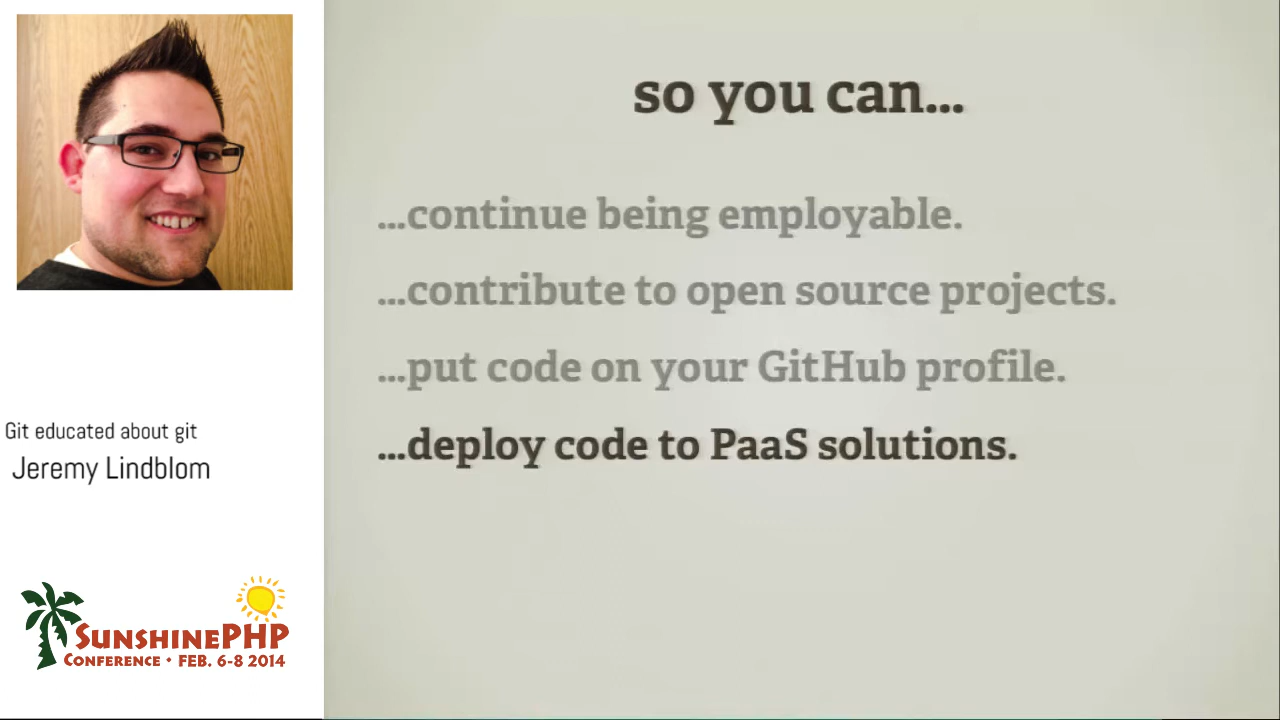 so you can...
...continue being employable.
...contribute to open source projects.
...put code on your GitHub profile.
...deploy code to PaaS solutions.
Git educated about git
Jeremy Lindblom
SUNSHINEPHP
CONFERENCE • FEB. 6-8 2014